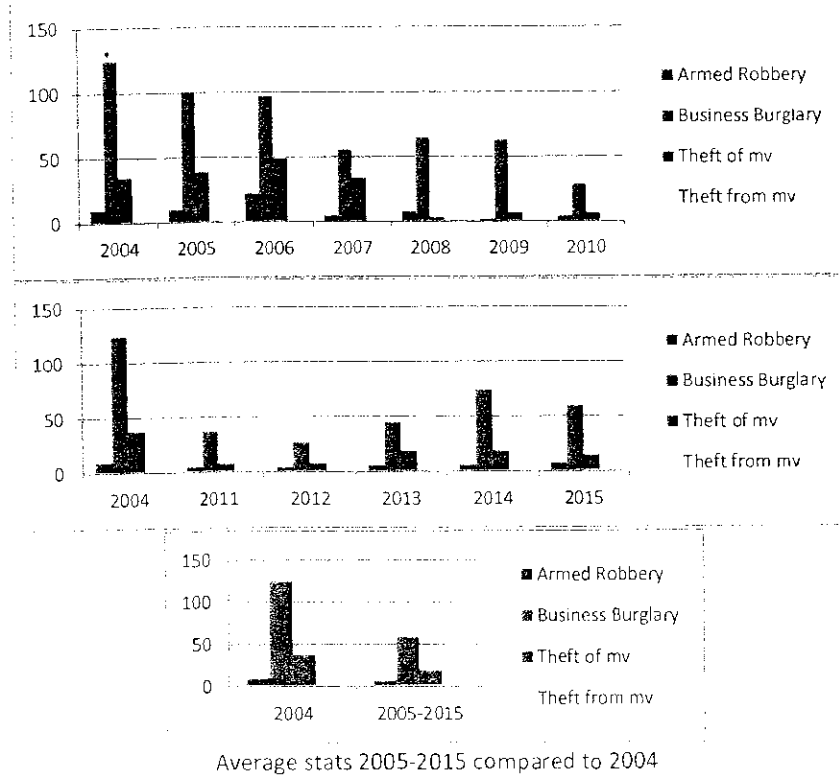 150
100
50
0
2004 2005 2006 2007 2008 2009 2010
Armed Robbery
Business Burglary
Theft of mv
Theft from mv
150
100
50
0
2004 2011 2012 2013 2014 2015
Armed Robbery
Business Burglary
Theft of mv
Theft from mv
150
100
50
0
2004 2005-2015
Armed Robbery
Business Burglary
Theft of mv
Theft from mv
Average stats 2005-2015 compared to 2004